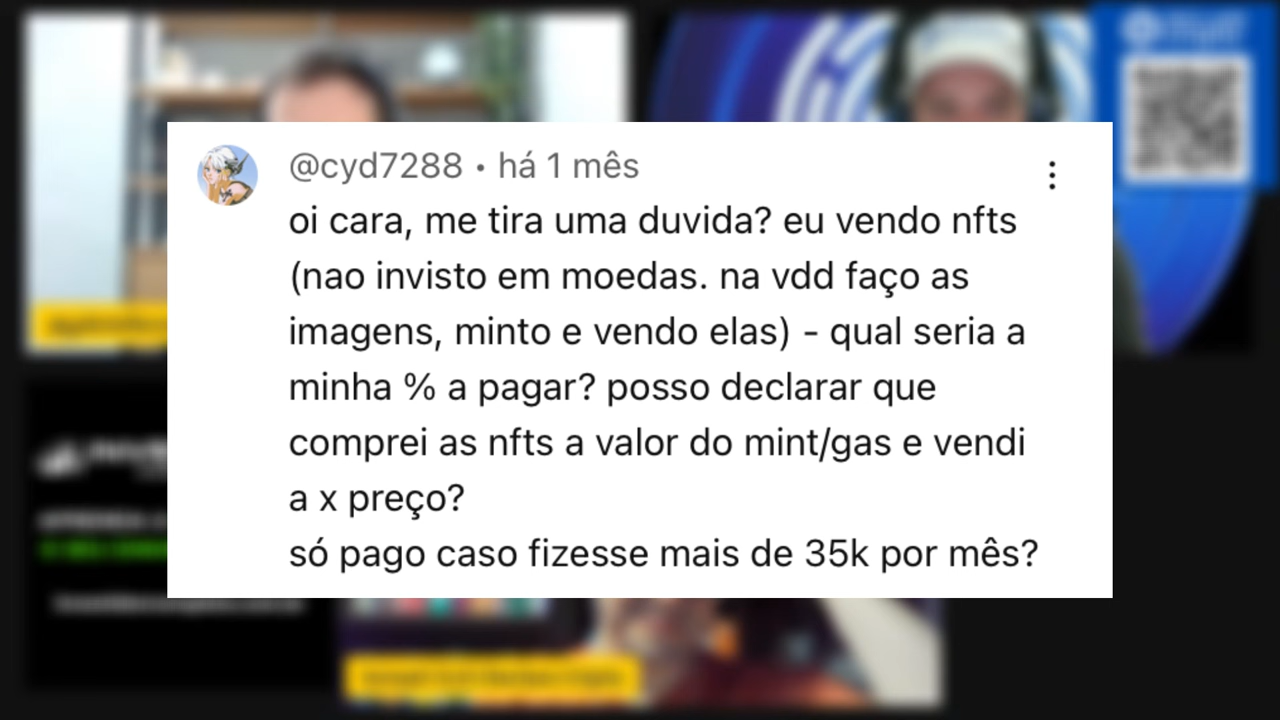 @cyd7288 • há 1 mês
oi cara, me tira uma duvida? eu vendo nfts
(nao invisto em moedas. na vdd faço as
imagens, minto e vendo elas) - qual seria a
minha % a pagar? posso declarar que
comprei as nfts a valor do mint/gas e vendi
a x preço?
só pago caso fizesse mais de 35k por mês?